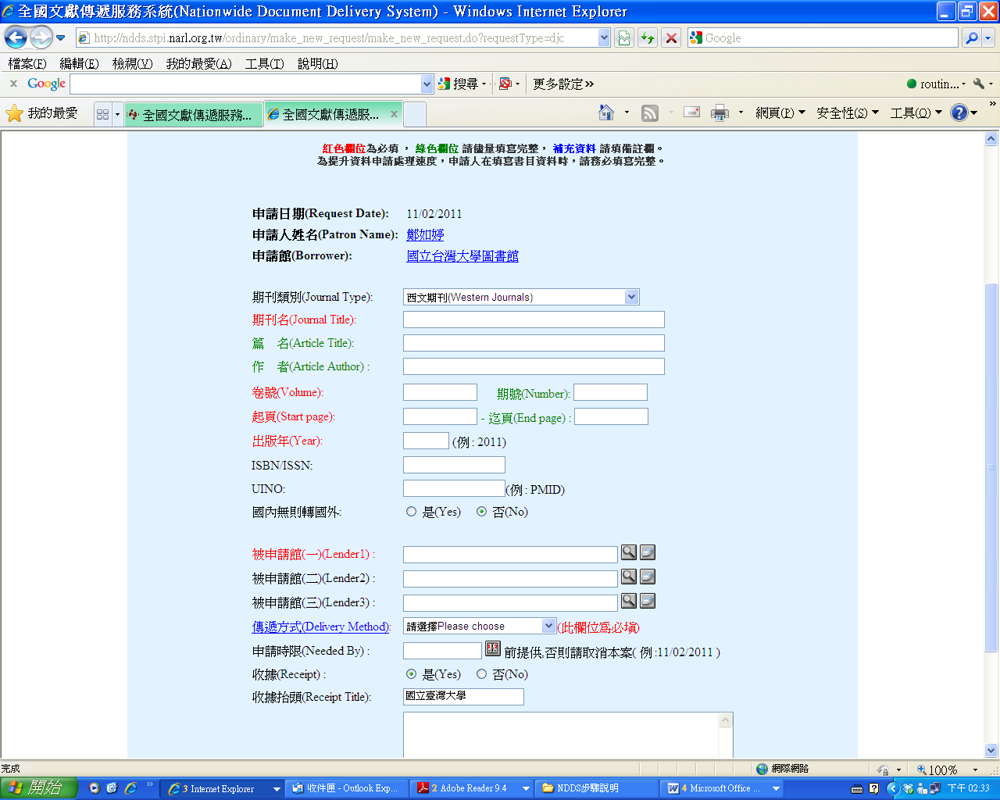 全國文獻傳遞服務系統(Nationwide Document Delivery System) - Windows Internet Explorer
http://ndds.stpi.narl.org.tw/ordinary/make_new_request/make_new_request.do?requestType=djc
Google
檔案(F) 編輯(E) 檢視(V) 我的最愛(A) 工具(T) 說明(H)
x Google 搜尋 更多設定 » routin...
我的最愛 全國文獻傳遞服務... 全國文獻傳遞服... x 網頁(P) 安全性(S) 工具(O) »
紅色欄位為必填， 綠色欄位 請儘量填寫完整， 補充資料 請填備註欄。
為提升資料申請處理速度，申請人在填寫書目資料時，請務必填寫完整。
申請日期(Request Date): 11/02/2011
申請人姓名(Patron Name): 鄭如婷
申請館(Borrower): 國立台灣大學圖書館
期刊類別(Journal Type): 西文期刊(Western Journals)
期刊名(Journal Title):
篇 名(Article Title):
作 者(Article Author) :
卷號(Volume): 期號(Number):
起頁(Start page): - 迄頁(End page) :
出版年(Year): (例 : 2011)
ISBN/ISSN:
UINO: (例 : PMID)
國內無則轉國外: 是(Yes) 否(No)
被申請館(一)(Lender1) :
被申請館(二)(Lender2) :
被申請館(三)(Lender3) :
傳遞方式(Delivery Method): 請選擇Please choose (此欄位為必填)
申請時限(Needed By) : 前提供,否則請取消本案( 例 :11/02/2011 )
收據(Receipt) : 是(Yes) 否(No)
收據抬頭(Receipt Title): 國立臺灣大學
完成 網際網路 100%
開始 » 3 Internet Explorer 收件匣 - Outlook Exp... 2 Adobe Reader 9.4 NDDS步驟說明 4 Microsoft Office ... 下午 02:33